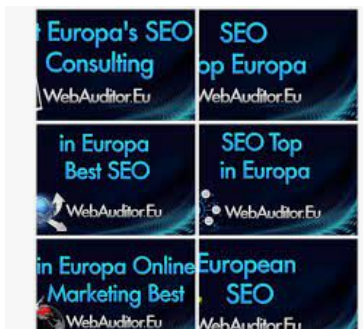 t Europa's SEO
Consulting
WebAuditor.Eu
SEO
op Europa
WebAuditor.Eu
in Europa
Best SEO
WebAuditor.Eu
SEO Top
in Europa
WebAuditor.Eu
in Europa Online
Marketing Best
WebAuditor.Eu
European
SEO
WebAuditor.Eu